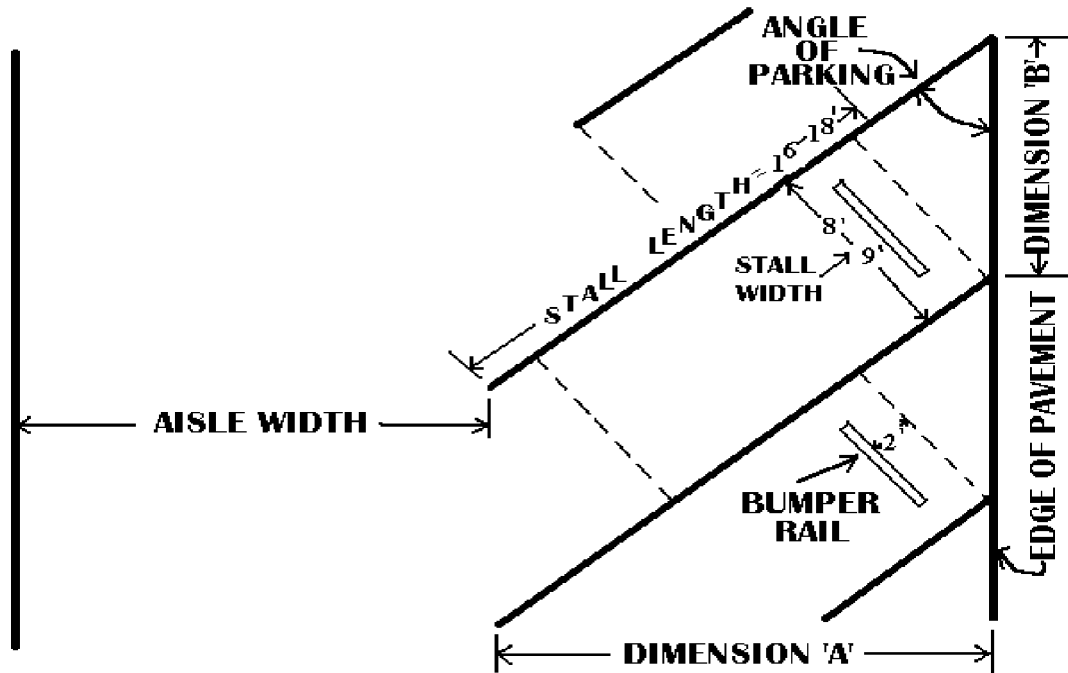 ANGLE
OF
PARKING
DIMENSION 'B'
STALL LENGTH = 16-18'
8'
9'
STALL
WIDTH
AISLE WIDTH
2'
BUMPER
RAIL
EDGE OF PAVEMENT
DIMENSION 'A'